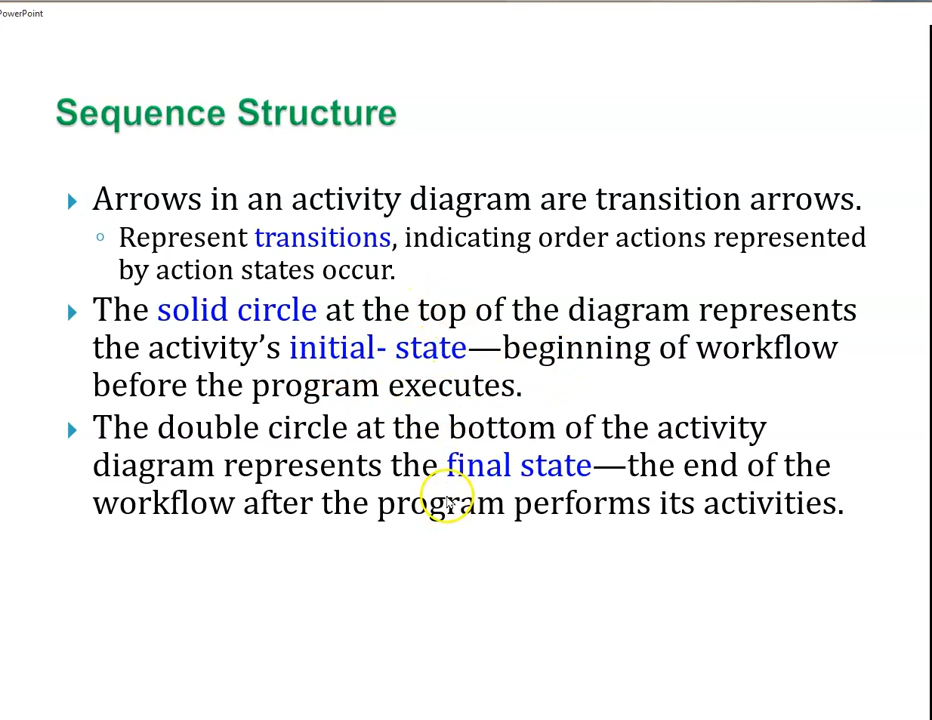 PowerPoint
Sequence Structure
Arrows in an activity diagram are transition arrows.
Represent transitions, indicating order actions represented
by action states occur.
The solid circle at the top of the diagram represents
the activity’s initial- state—beginning of workflow
before the program executes.
The double circle at the bottom of the activity
diagram represents the final state—the end of the
workflow after the program performs its activities.